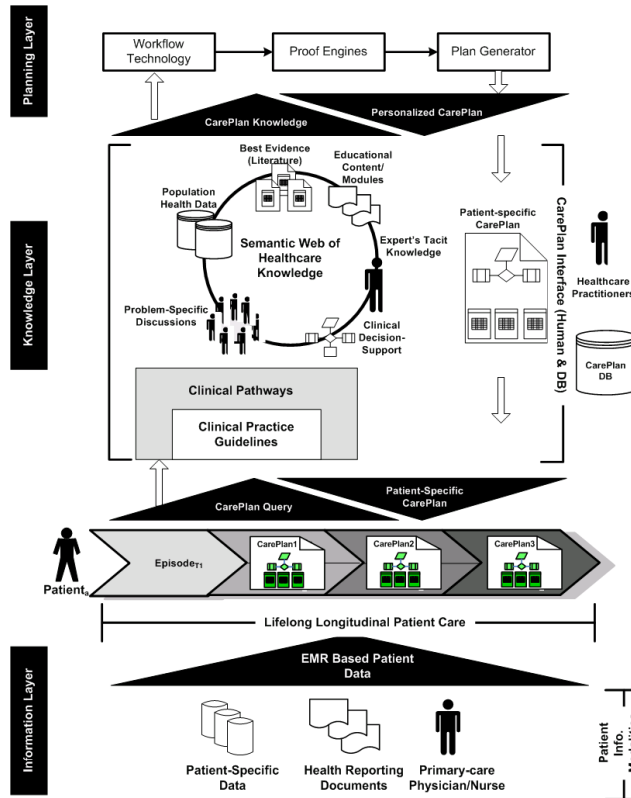 Planning Layer
Workflow
Technology
Proof Engines
Plan Generator
CarePlan Knowledge
Personalized CarePlan
Knowledge Layer
Best Evidence
(Literature)
Educational
Content/
Modules
Population
Health Data
Semantic Web of
Healthcare
Knowledge
Expert's Tacit
Knowledge
Problem-Specific
Discussions
Clinical
Decision-
Support
Clinical Pathways
Clinical Practice
Guidelines
Patient-specific
CarePlan
CarePlan Interface (Human & DB)
Healthcare
Practitioners
CarePlan
DB
CarePlan Query
Patient-Specific
CarePlan
Patienta
EpisodeT1
CarePlan1
CarePlan2
CarePlan3
Lifelong Longitudinal Patient Care
Information Layer
EMR Based Patient
Data
Patient-Specific
Data
Health Reporting
Documents
Primary-care
Physician/Nurse
Patient
Info.